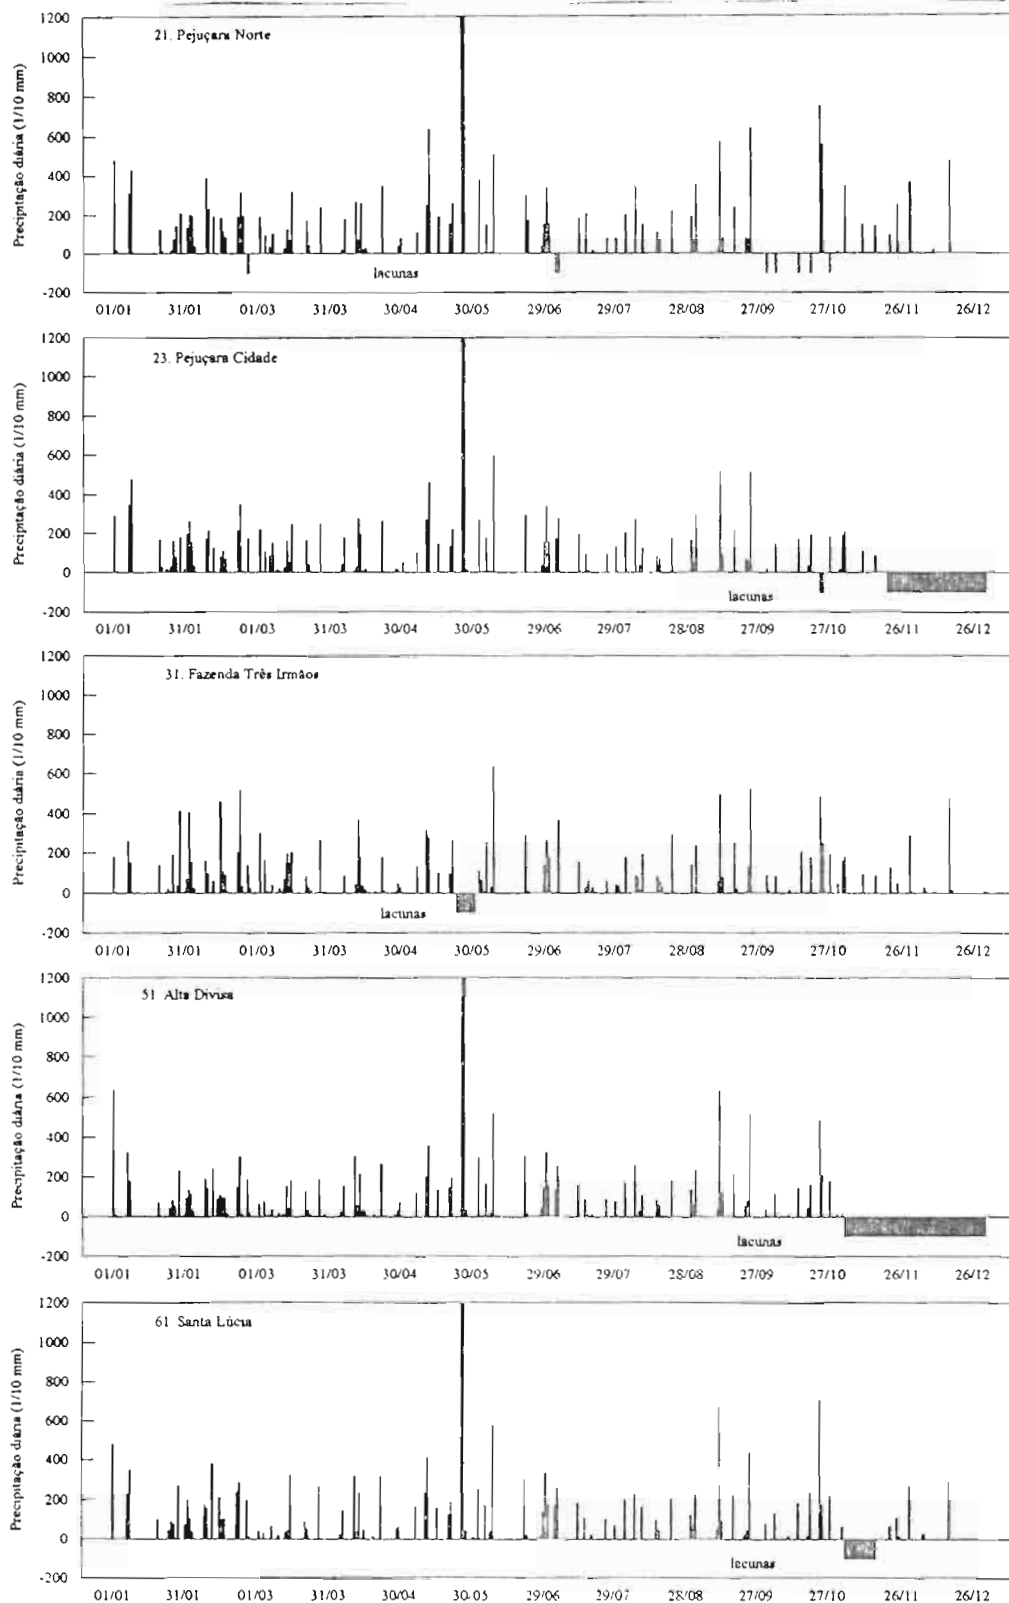 1200
21. Pejuçara Norte
1000
800
600
400
200
0
-200
Precipitação diária (1/10 mm)
lacunas
01/01 31/01 01/03 31/03 30/04 30/05 29/06 29/07 28/08 27/09 27/10 26/11 26/12
1200
23. Pejuçara Cidade
1000
800
600
400
200
0
-200
Precipitação diária (1/10 mm)
lacunas
01/01 31/01 01/03 31/03 30/04 30/05 29/06 29/07 28/08 27/09 27/10 26/11 26/12
1200
31. Fazenda Três Irmãos
1000
800
600
400
200
0
-200
Precipitação diária (1/10 mm)
lacunas
01/01 31/01 01/03 31/03 30/04 30/05 29/06 29/07 28/08 27/09 27/10 26/11 26/12
1200
51 Alta Divisa
1000
800
600
400
200
0
-200
Precipitação diária (1/10 mm)
lacunas
01/01 31/01 01/03 31/03 30/04 30/05 29/06 29/07 28/08 27/09 27/10 26/11 26/12
1200
61 Santa Lúcia
1000
800
600
400
200
0
-200
Precipitação diária (1/10 mm)
lacunas
01/01 31/01 01/03 31/03 30/04 30/05 29/06 29/07 28/08 27/09 27/10 26/11 26/12